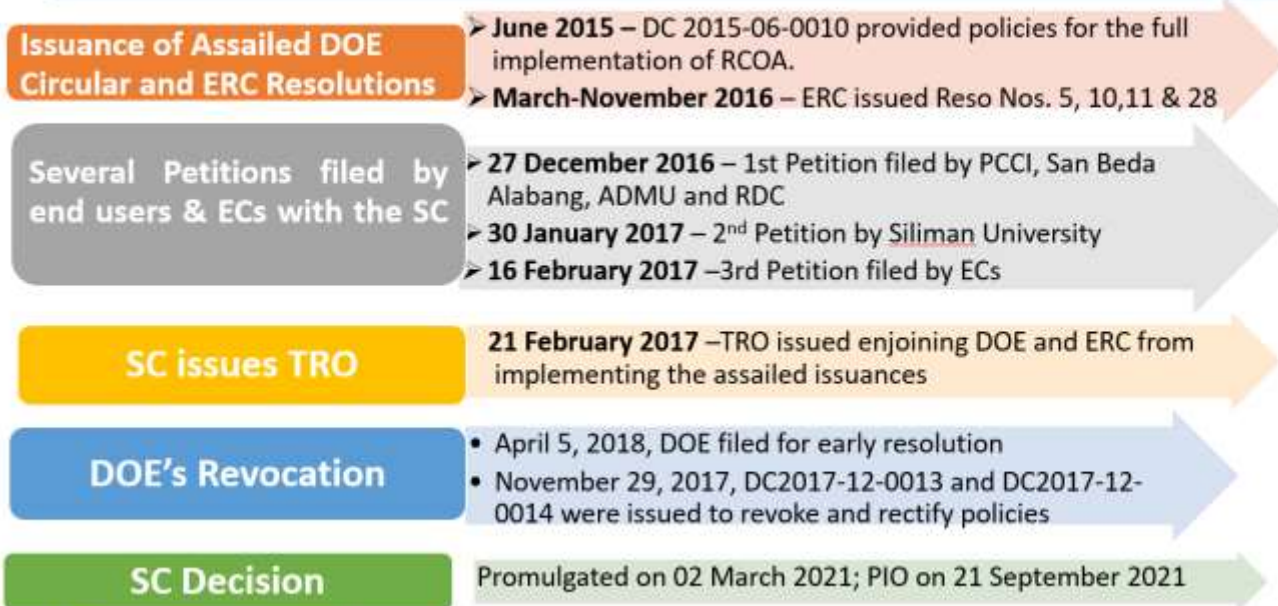 Issuance of Assailed DOE
Circular and ERC Resolutions
➢ June 2015 – DC 2015-06-0010 provided policies for the full
implementation of RCOA.
➢ March-November 2016 – ERC issued Reso Nos. 5, 10,11 & 28
Several Petitions filed by
end users & ECs with the SC
➢ 27 December 2016 – 1st Petition filed by PCCI, San Beda
Alabang, ADMU and RDC
➢ 30 January 2017 – 2nd Petition by Siliman University
➢ 16 February 2017 –3rd Petition filed by ECs
SC issues TRO
21 February 2017 –TRO issued enjoining DOE and ERC from
implementing the assailed issuances
DOE's Revocation
• April 5, 2018, DOE filed for early resolution
• November 29, 2017, DC2017-12-0013 and DC2017-12-
0014 were issued to revoke and rectify policies
SC Decision
Promulgated on 02 March 2021; PIO on 21 September 2021